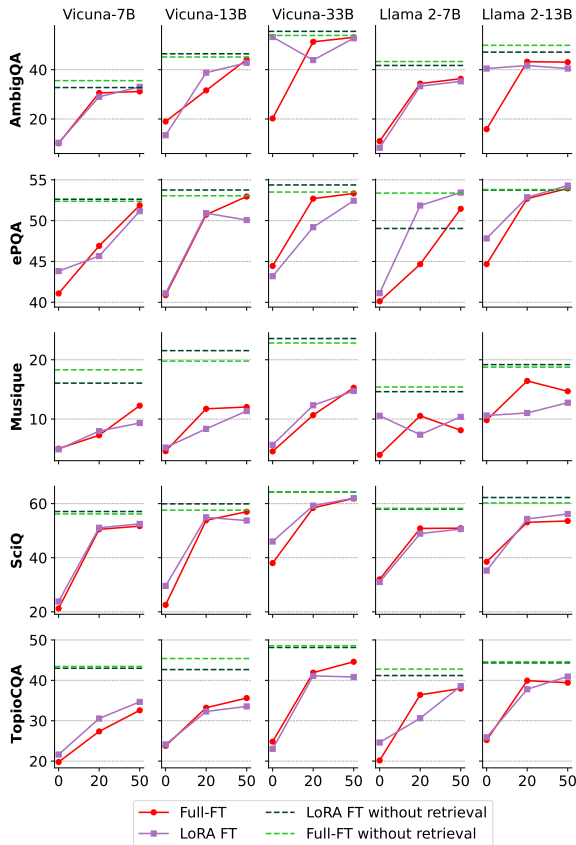 Vicuna-7B Vicuna-13B Vicuna-33B Llama 2-7B Llama 2-13B
AmbigQA
40
20
ePQA
55
50
45
40
Musique
20
10
SciQ
60
40
20
TopioCQA
50
40
30
20
0 20 50 0 20 50 0 20 50 0 20 50 0 20 50
Full-FT LoRA FT without retrieval
LoRA FT Full-FT without retrieval